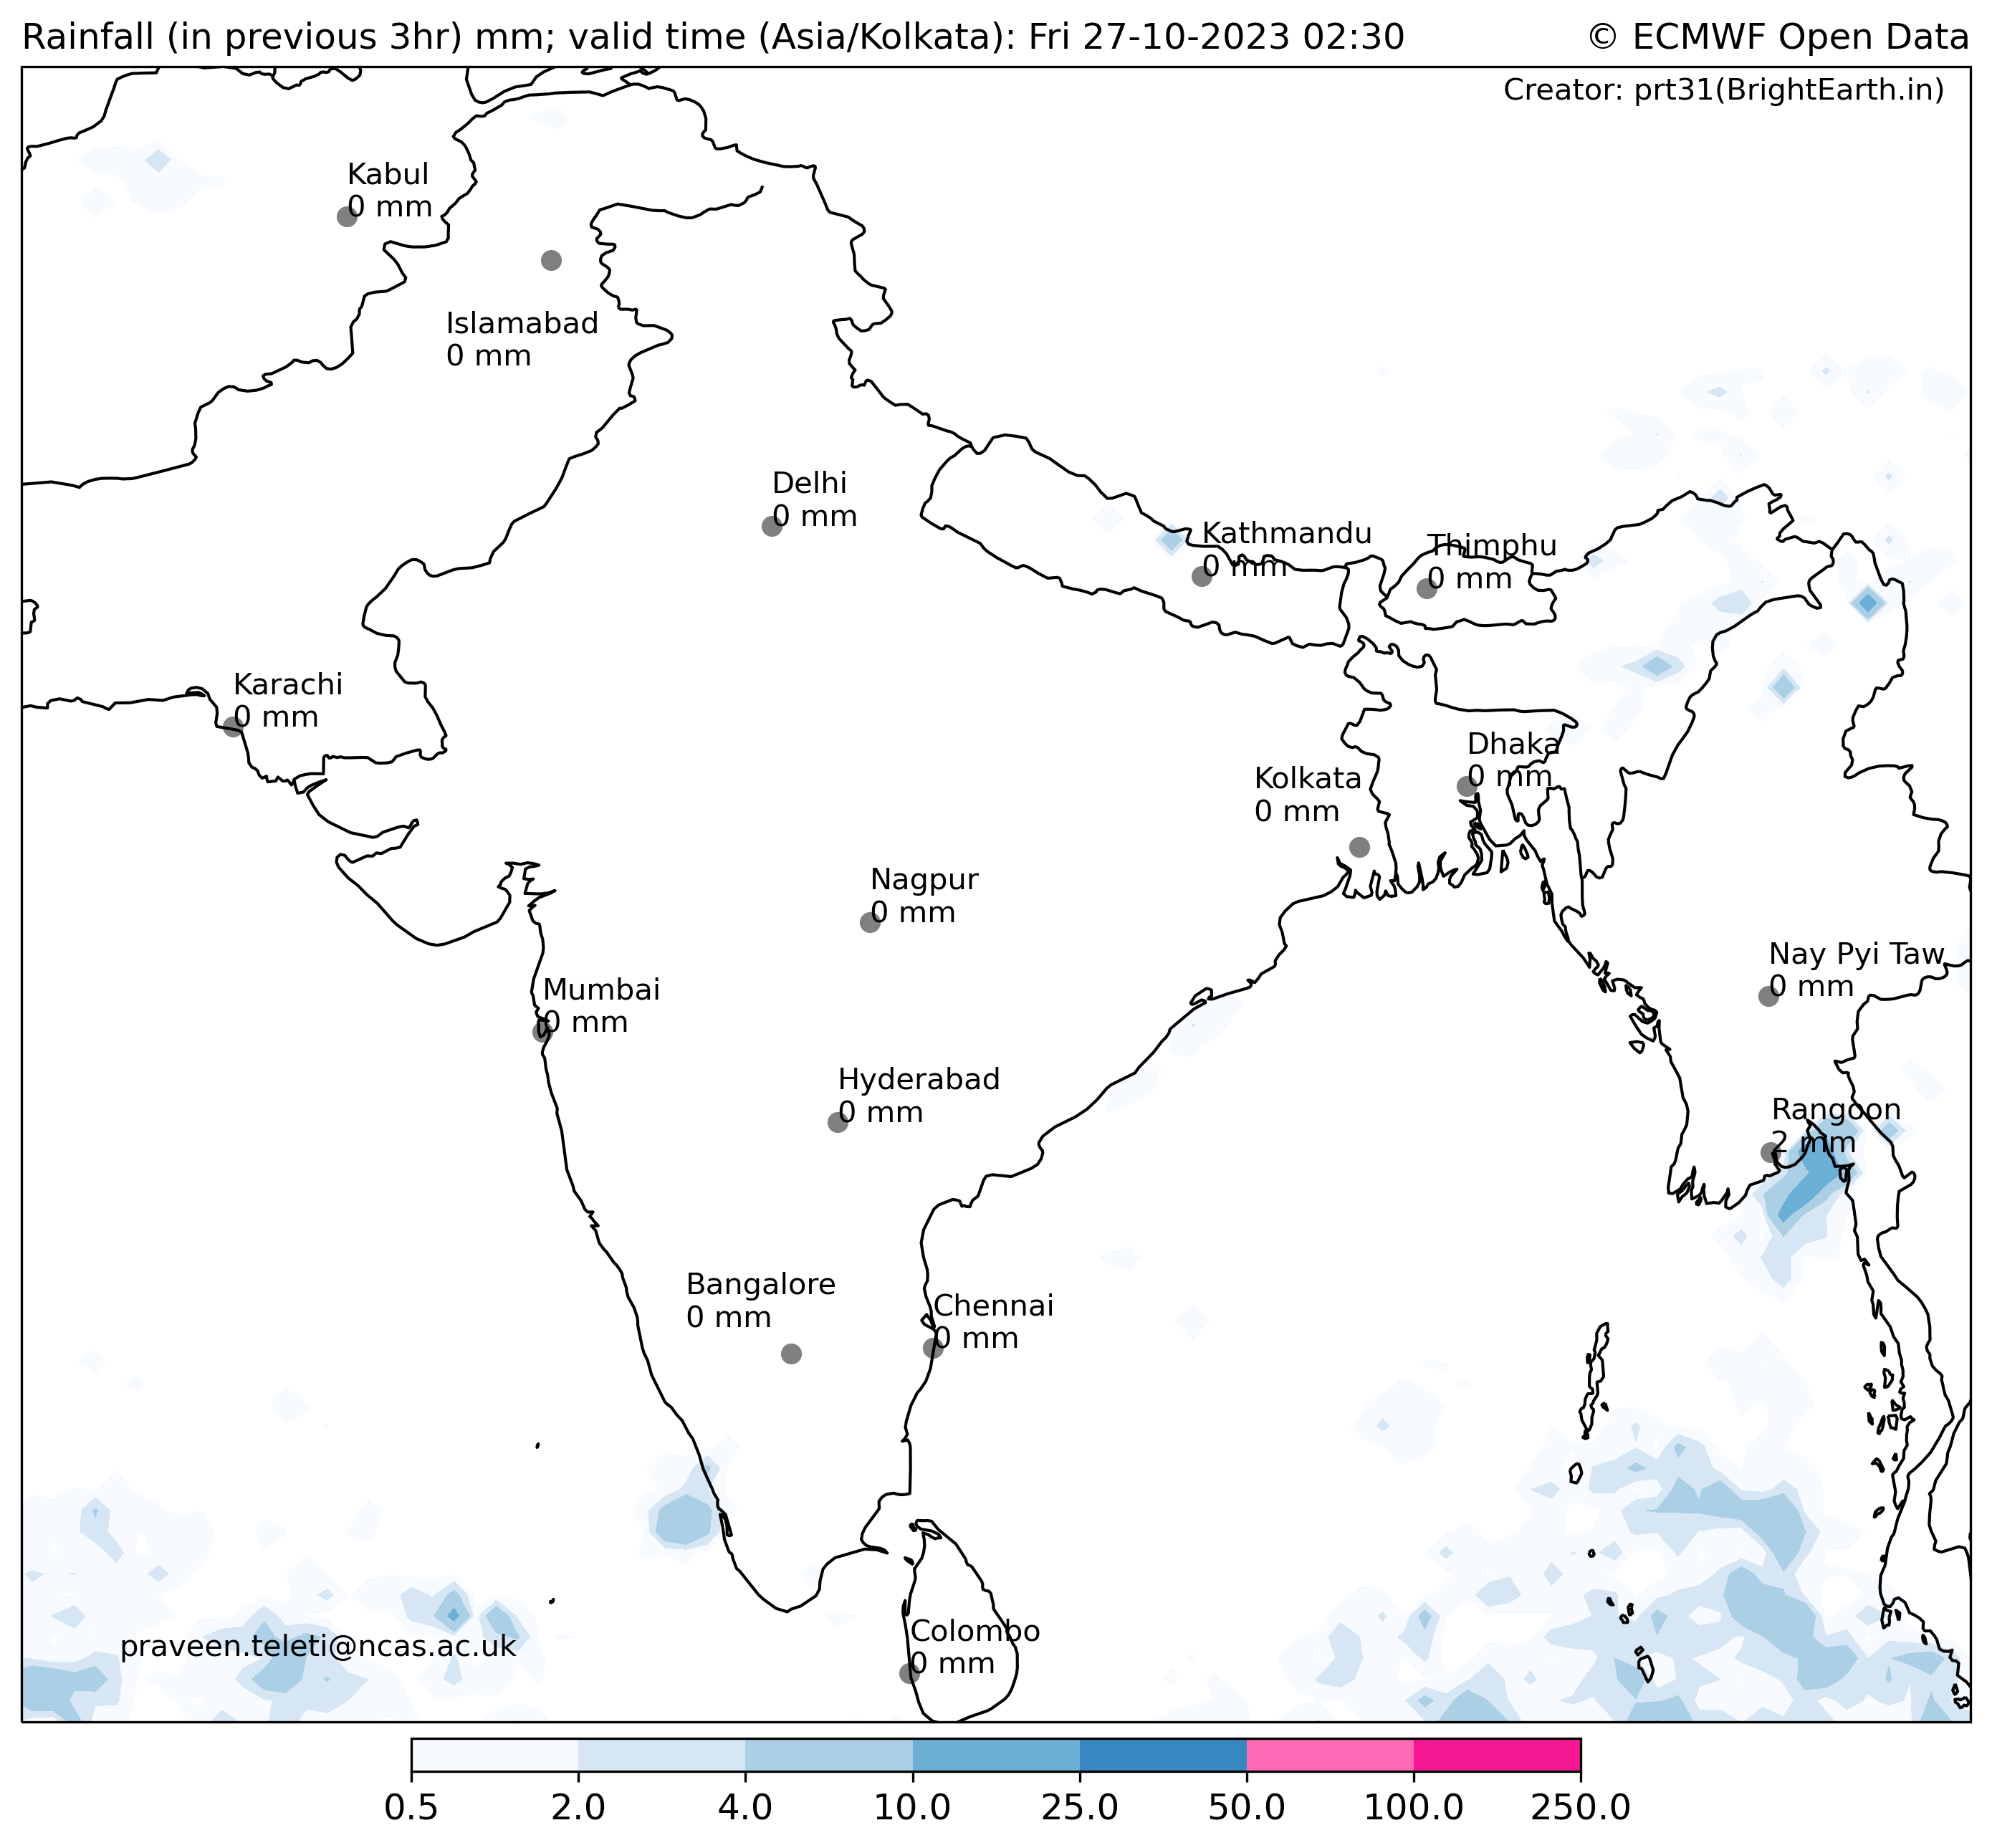 Rainfall (in previous 3hr) mm; valid time (Asia/Kolkata): Fri 27-10-2023 02:30
© ECMWF Open Data
Creator: prt31(BrightEarth.in)
Kabul
0 mm
Islamabad
0 mm
Delhi
0 mm
Kathmandu
0 mm
Thimphu
0 mm
Karachi
0 mm
Dhaka
0 mm
Kolkata
0 mm
Nagpur
0 mm
Nay Pyi Taw
0 mm
Mumbai
0 mm
Hyderabad
0 mm
Rangoon
2 mm
Bangalore
0 mm
Chennai
0 mm
Colombo
0 mm
praveen.teleti@ncas.ac.uk
0.5 2.0 4.0 10.0 25.0 50.0 100.0 250.0